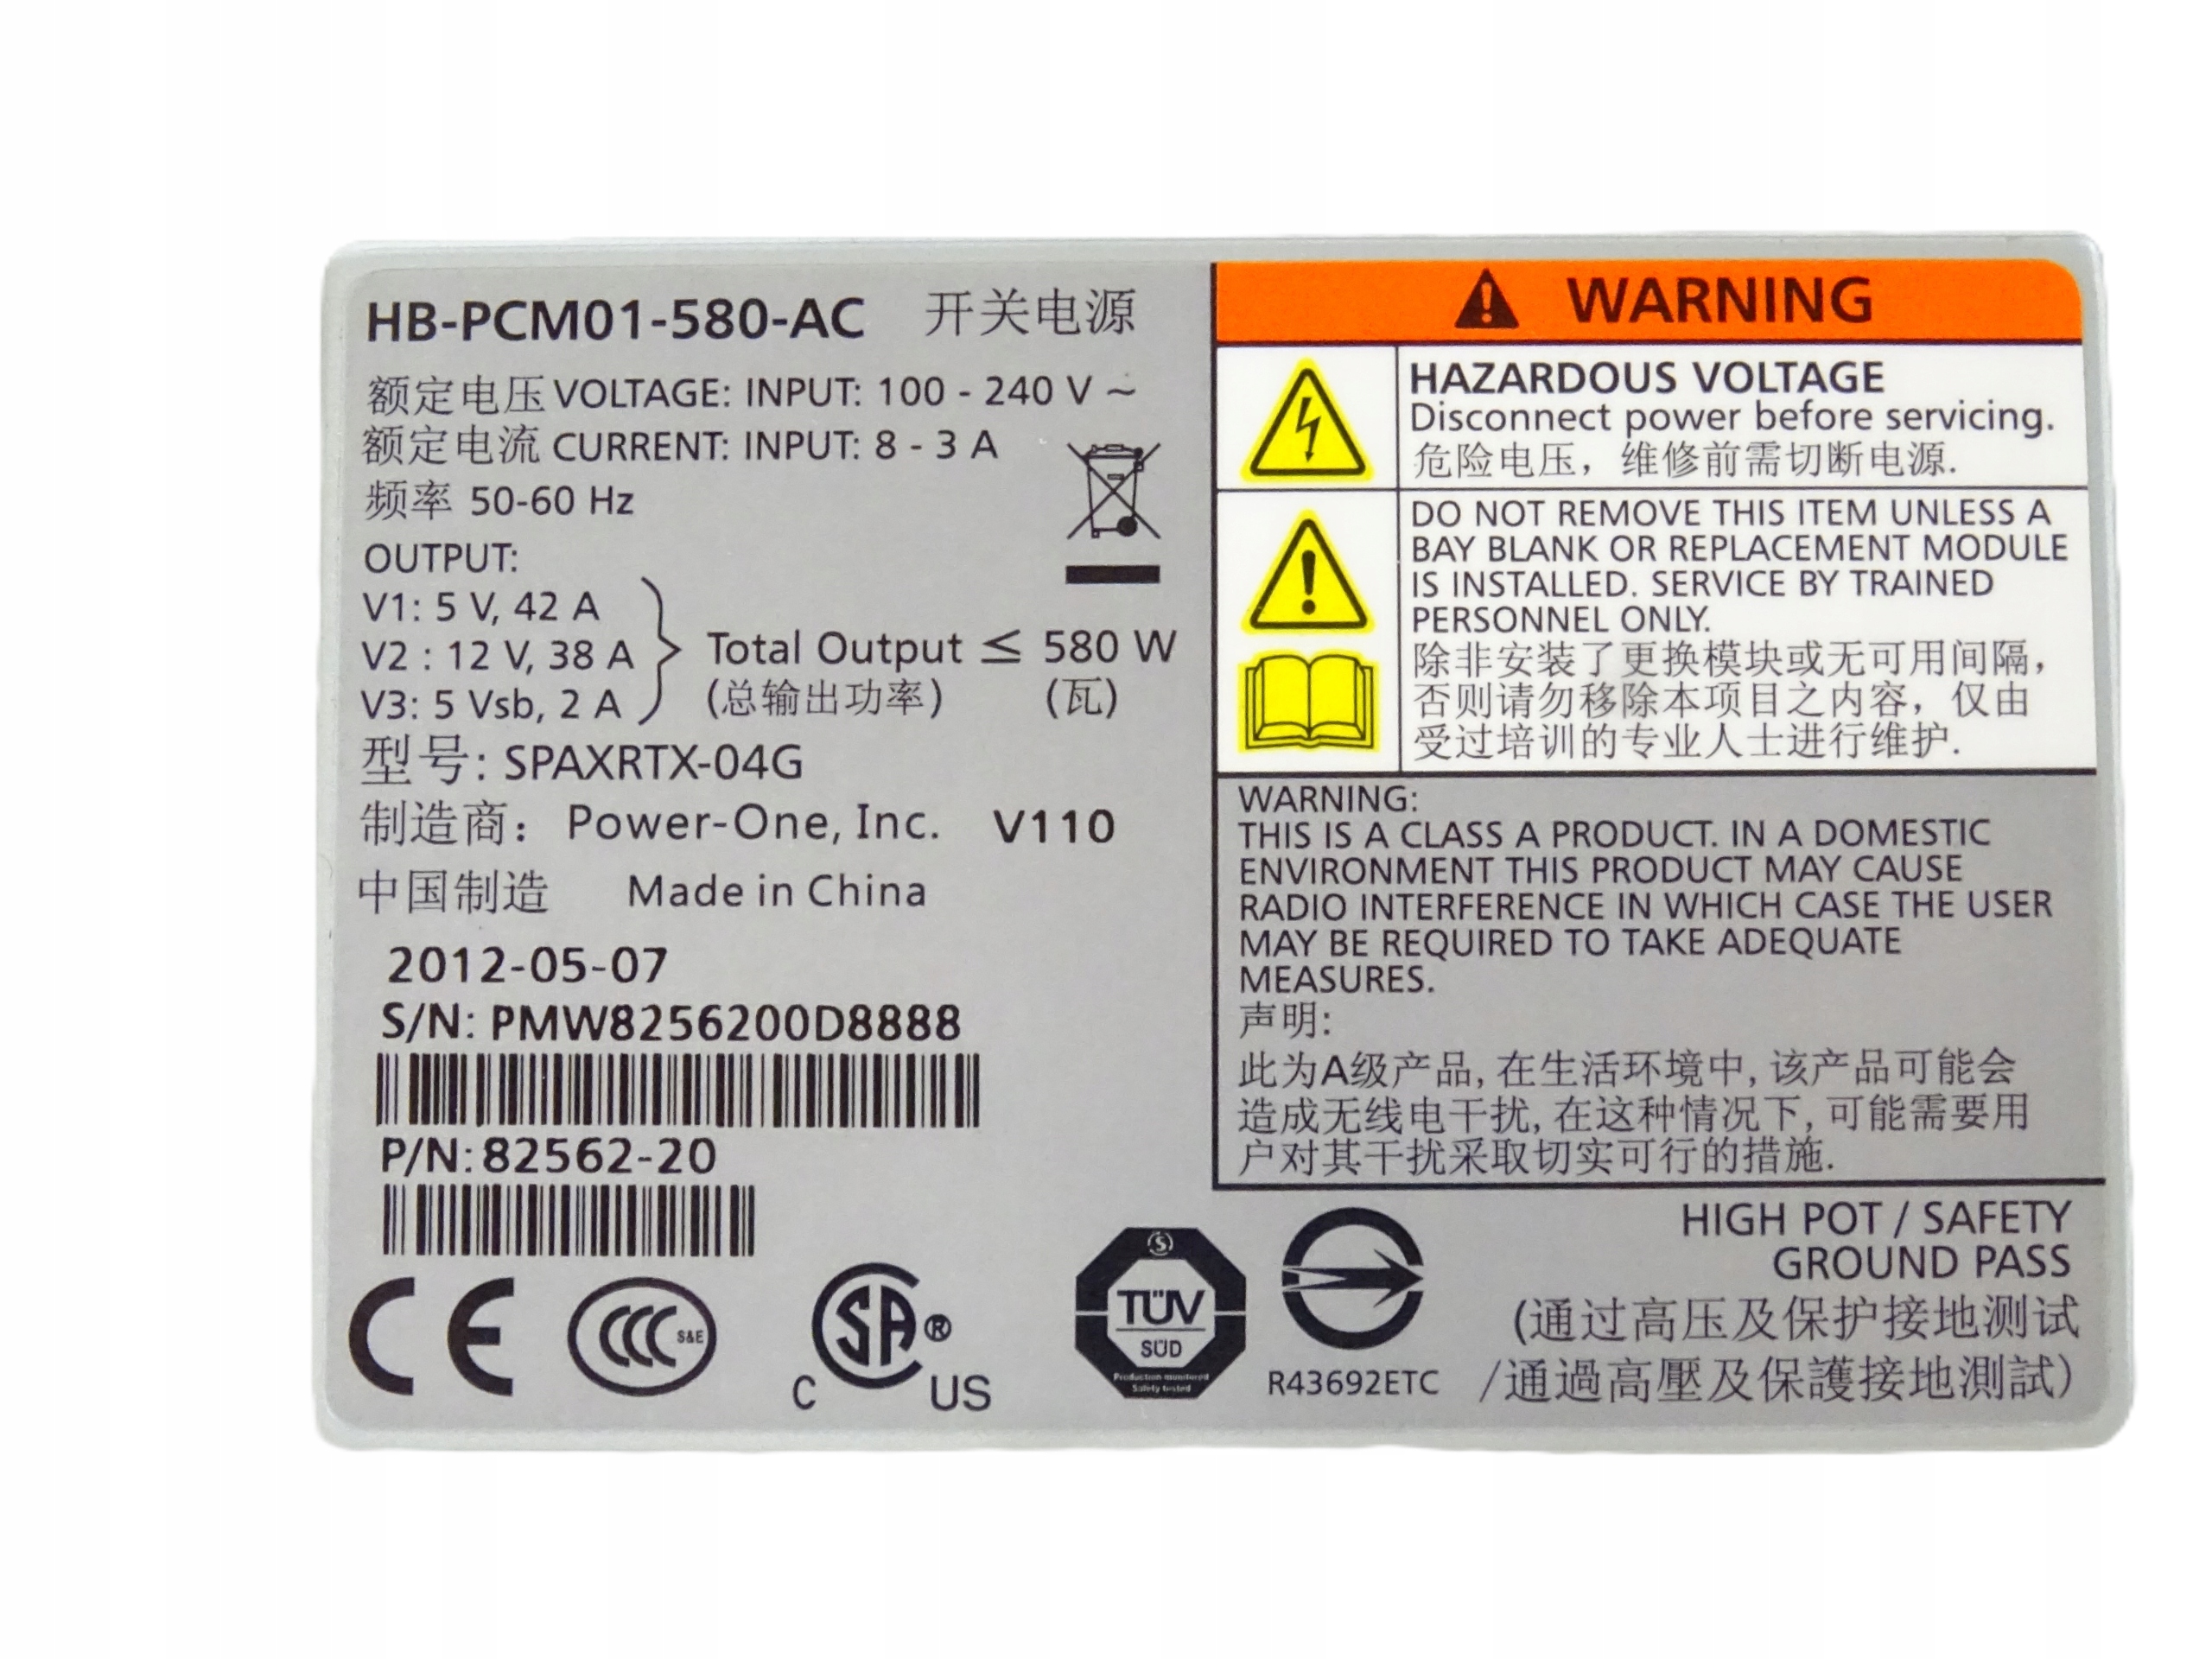 HB-PCM01-580-AC 开关电源
额定电压 VOLTAGE: INPUT: 100 - 240 V ~
额定电流 CURRENT: INPUT: 8 - 3 A
频率 50-60 Hz
OUTPUT:
V1: 5 V, 42 A
V2 : 12 V, 38 A
V3: 5 Vsb, 2 A
Total Output ≤ 580 W
(总输出功率) (瓦)
型号: SPAXRTX-04G
制造商： Power-One, Inc. V110
中国制造 Made in China
2012-05-07
S/N: PMW8256200D8888
P/N: 82562-20
CE
CCC S&E
C SA ® US
S
TÜV
SÜD
Production monitored
Safety tested
R43692ETC
WARNING
HAZARDOUS VOLTAGE
Disconnect power before servicing.
危险电压，维修前需切断电源.
DO NOT REMOVE THIS ITEM UNLESS A
BAY BLANK OR REPLACEMENT MODULE
IS INSTALLED. SERVICE BY TRAINED
PERSONNEL ONLY.
除非安装了更换模块或无可用间隔，
否则请勿移除本项目之内容，仅由
受过培训的专业人士进行维护.
WARNING:
THIS IS A CLASS A PRODUCT. IN A DOMESTIC
ENVIRONMENT THIS PRODUCT MAY CAUSE
RADIO INTERFERENCE IN WHICH CASE THE USER
MAY BE REQUIRED TO TAKE ADEQUATE
MEASURES.
声明:
此为A级产品, 在生活环境中, 该产品可能会
造成无线电干扰, 在这种情况下, 可能需要用
户对其干扰采取切实可行的措施.
HIGH POT / SAFETY
GROUND PASS
(通过高压及保护接地测试
/通過高壓及保護接地測試)